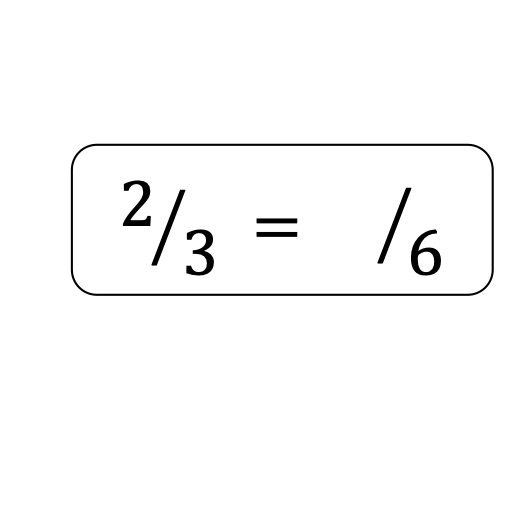 2/3 = /6